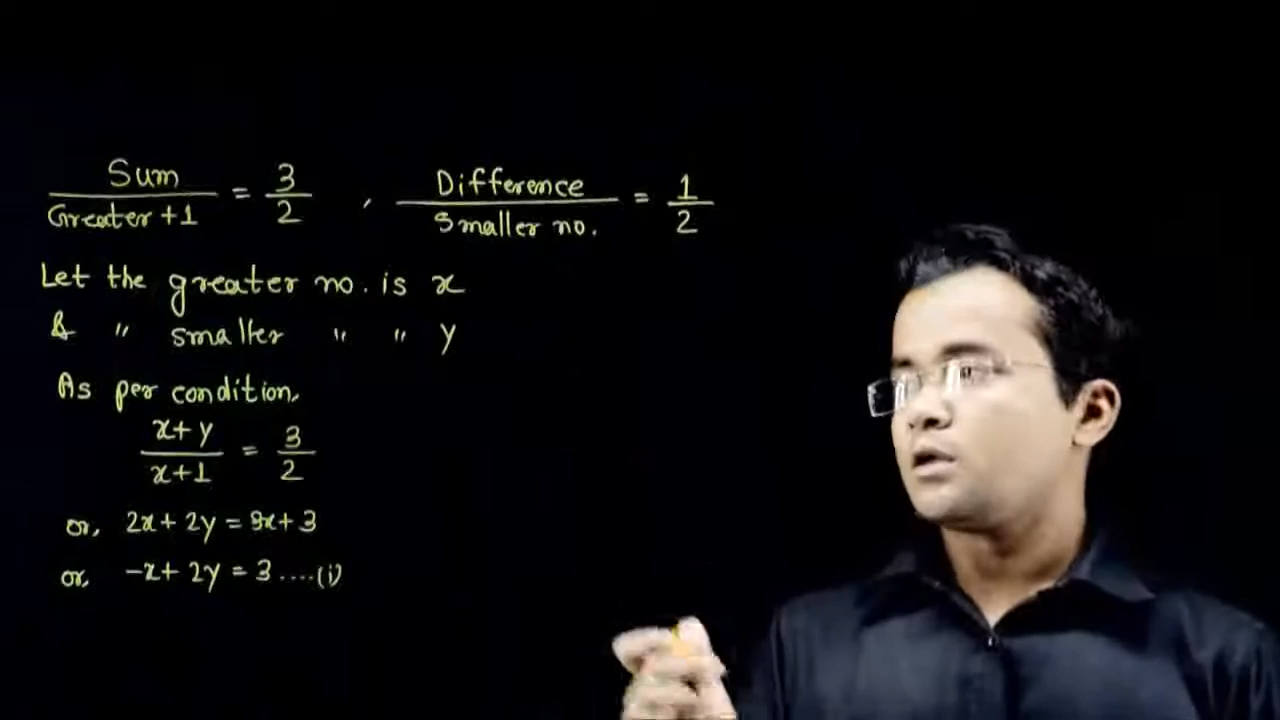 Sum / Greater + 1 = 3/2 , Difference / Smaller no. = 1/2
Let the greater no. is x
& " smaller " " y
As per condition,
x + y / x + 1 = 3/2
or, 2x + 2y = 3x + 3
or, -x + 2y = 3 ....(i)